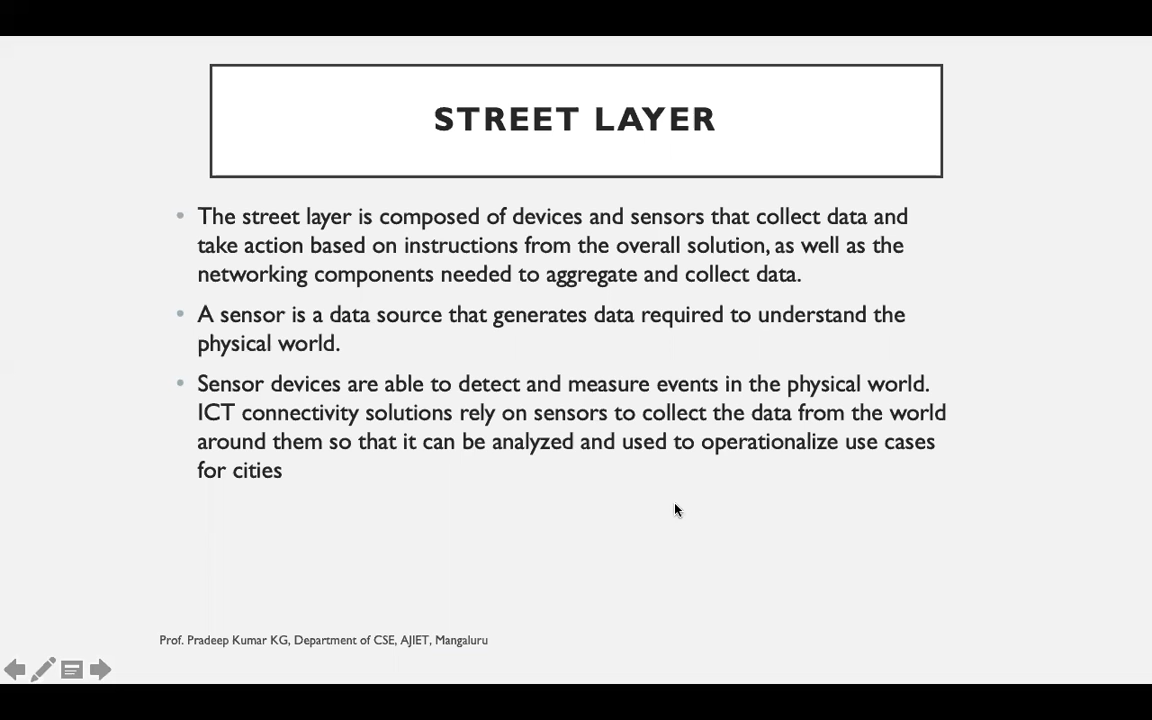 STREET LAYER
• The street layer is composed of devices and sensors that collect data and
take action based on instructions from the overall solution, as well as the
networking components needed to aggregate and collect data.
• A sensor is a data source that generates data required to understand the
physical world.
• Sensor devices are able to detect and measure events in the physical world.
ICT connectivity solutions rely on sensors to collect the data from the world
around them so that it can be analyzed and used to operationalize use cases
for cities
Prof. Pradeep Kumar KG, Department of CSE, AJIET, Mangaluru